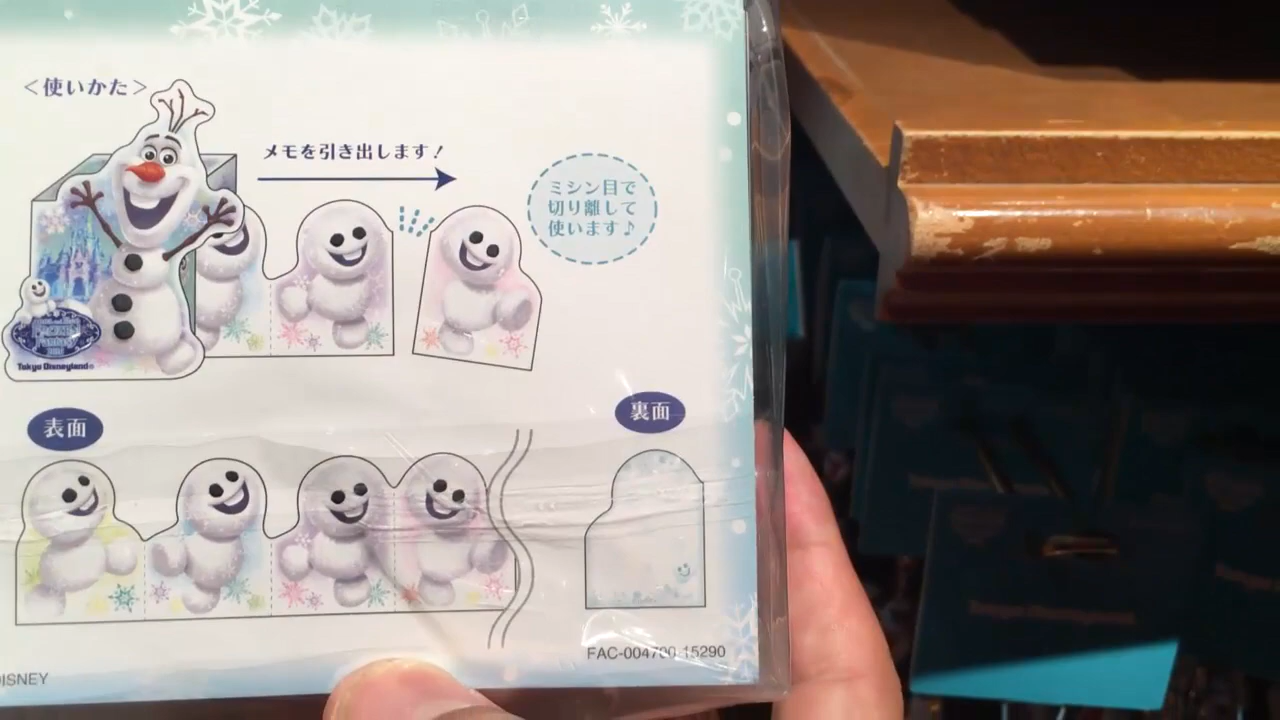 ＜使いかた＞
メモを引き出します！
ミシン目で
切り離して
使います♪
Tokyo Disneyland®
表面
裏面
FAC-004700-15290
DISNEY